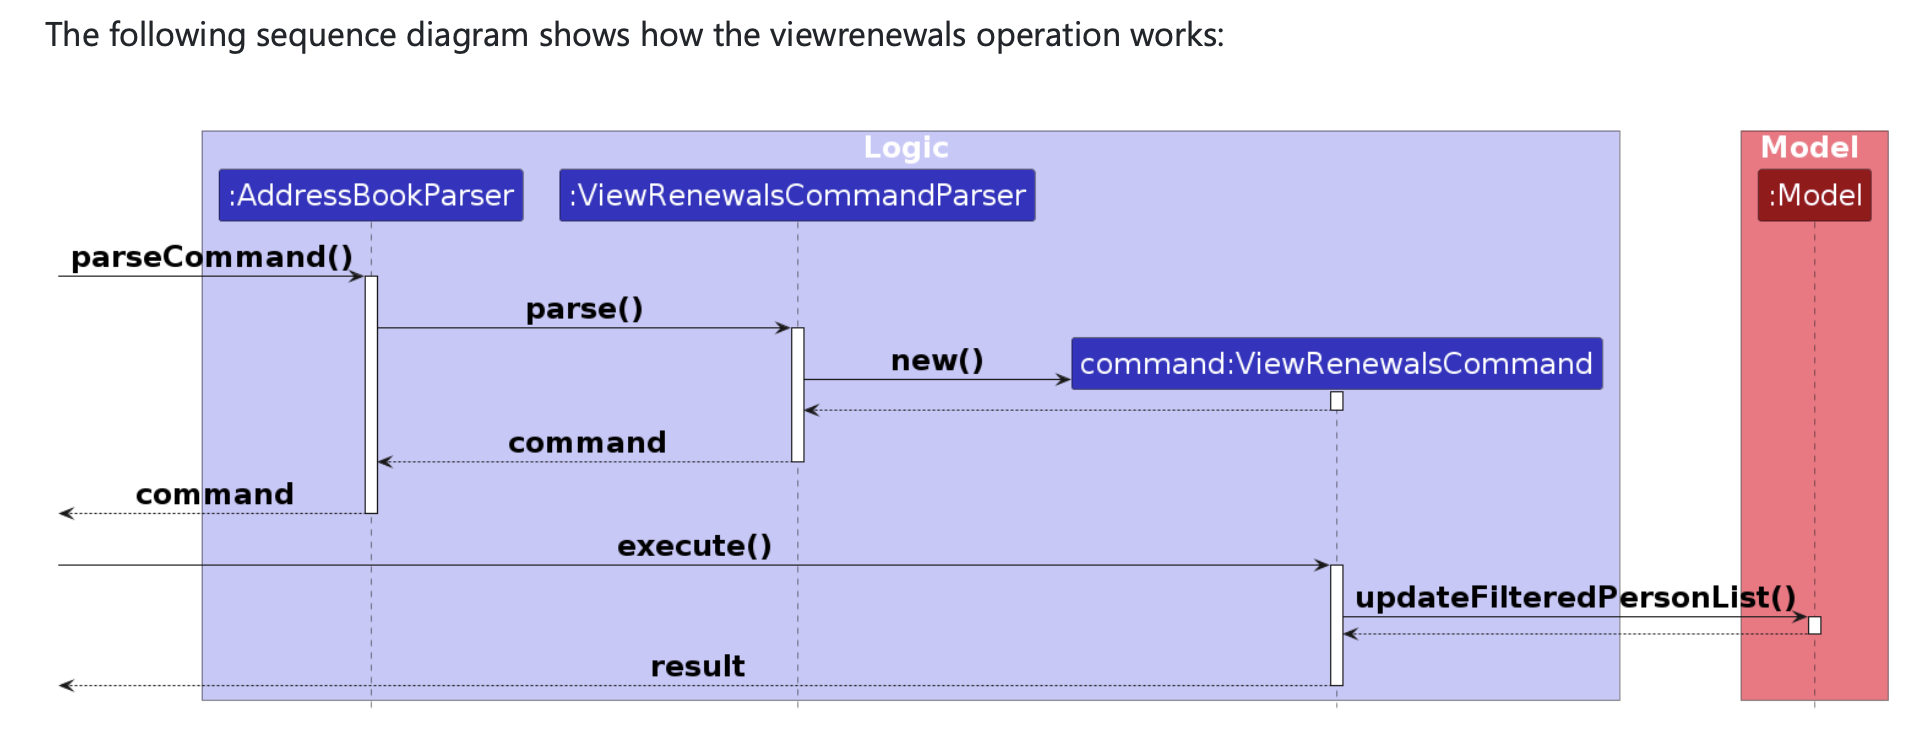 The following sequence diagram shows how the viewrenewals operation works:
Logic
Model
:AddressBookParser
:ViewRenewalsCommandParser
:Model
parseCommand()
parse()
new()
command:ViewRenewalsCommand
command
command
execute()
updateFilteredPersonList()
result